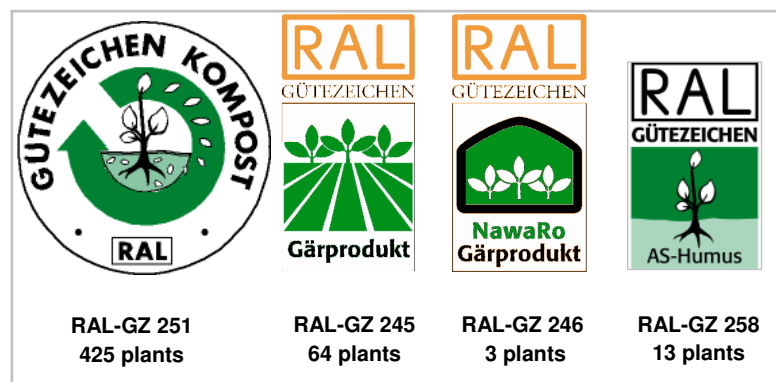 GÜTEZEICHEN KOMPOST
RAL
RAL-GZ 251
425 plants
RAL
GÜTEZEICHEN
Gärprodukt
RAL-GZ 245
64 plants
RAL
GÜTEZEICHEN
NawaRo
Gärprodukt
RAL-GZ 246
3 plants
RAL
GÜTEZEICHEN
AS-Humus
RAL-GZ 258
13 plants